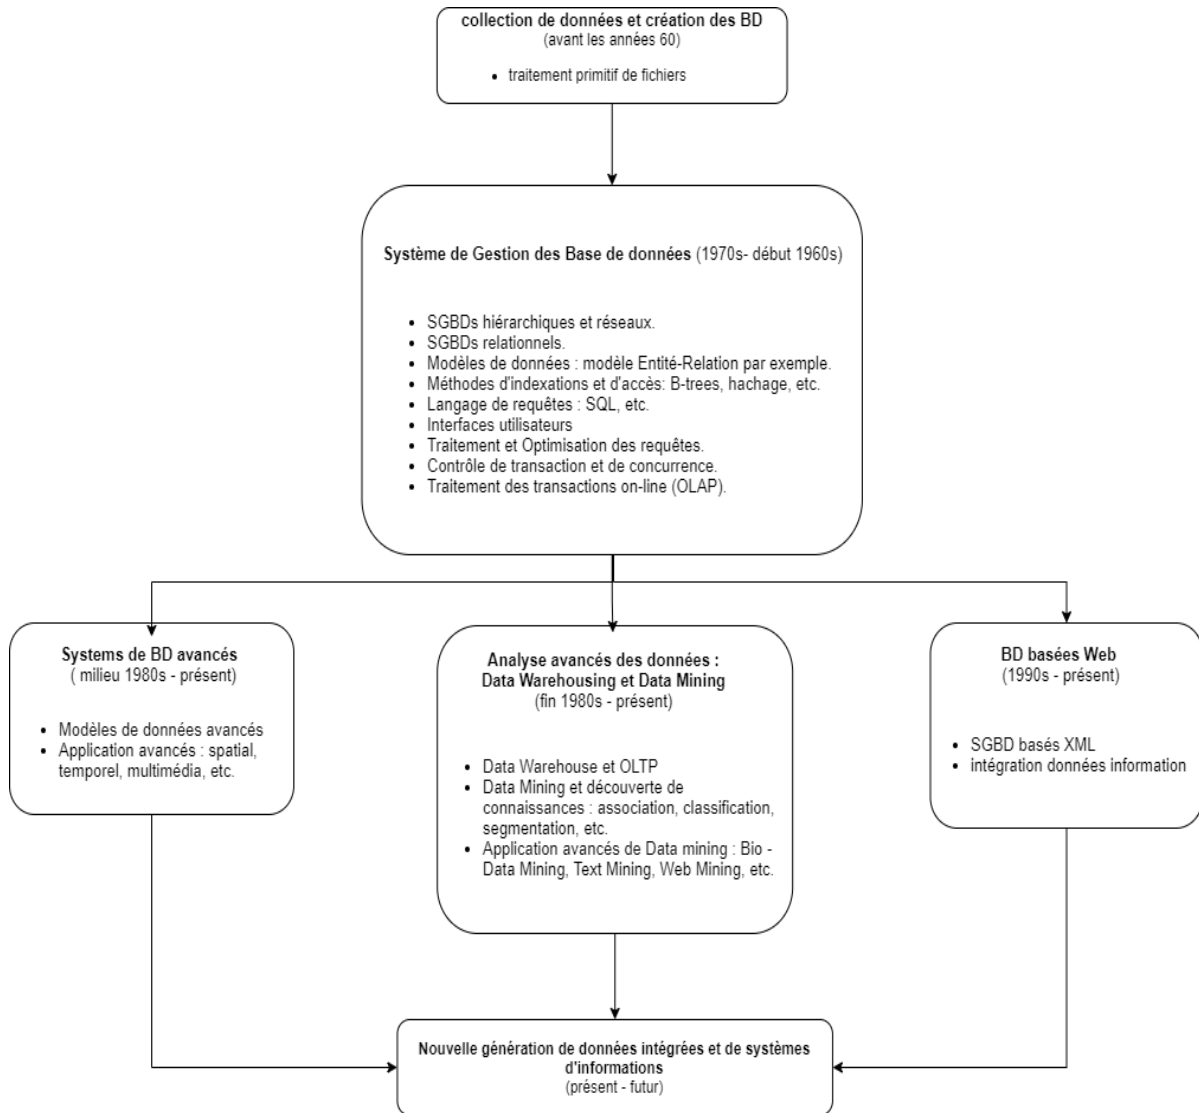 collection de données et création des BD
(avant les années 60)
• traitement primitif de fichiers
Système de Gestion des Base de données (1970s- début 1960s)
• SGBDs hiérarchiques et réseaux.
• SGBDs relationnels.
• Modèles de données : modèle Entité-Relation par exemple.
• Méthodes d'indexations et d'accès: B-trees, hachage, etc.
• Langage de requêtes : SQL, etc.
• Interfaces utilisateurs
• Traitement et Optimisation des requêtes.
• Contrôle de transaction et de concurrence.
• Traitement des transactions on-line (OLAP).
Systems de BD avancés
( milieu 1980s - présent)
• Modèles de données avancés
• Application avancés : spatial,
temporel, multimédia, etc.
Analyse avancés des données :
Data Warehousing et Data Mining
(fin 1980s - présent)
• Data Warehouse et OLTP
• Data Mining et découverte de
connaissances : association, classification,
segmentation, etc.
• Application avancés de Data mining : Bio -
Data Mining, Text Mining, Web Mining, etc.
BD basées Web
(1990s - présent)
• SGBD basés XML
• intégration données information
Nouvelle génération de données intégrées et de systèmes
d'informations
(présent - futur)